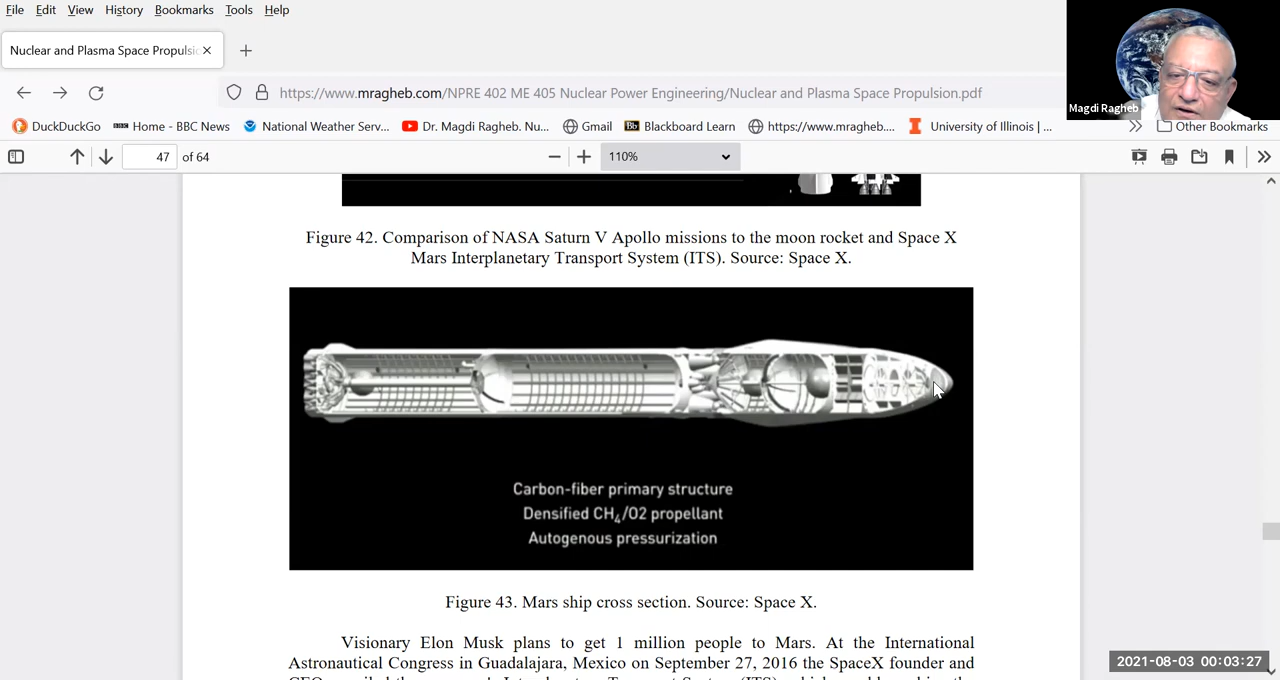 File Edit View History Bookmarks Tools Help
Nuclear and Plasma Space Propulsi
https://www.mragheb.com/NPRE 402 ME 405 Nuclear Power Engineering/Nuclear and Plasma Space Propulsion.pdf
Magdi Ragheb
DuckDuckGo BBC Home - BBC News National Weather Serv... Dr. Magdi Ragheb. Nu... Gmail Bb Blackboard Learn https://www.mragheb.... I University of Illinois | ... Other Bookmarks
47 of 64 110%
Figure 42. Comparison of NASA Saturn V Apollo missions to the moon rocket and Space X
Mars Interplanetary Transport System (ITS). Source: Space X.
Carbon-fiber primary structure
Densified CH₄/O2 propellant
Autogenous pressurization
Figure 43. Mars ship cross section. Source: Space X.
Visionary Elon Musk plans to get 1 million people to Mars. At the International
Astronautical Congress in Guadalajara, Mexico on September 27, 2016 the SpaceX founder and
2021-08-03 00:03:27